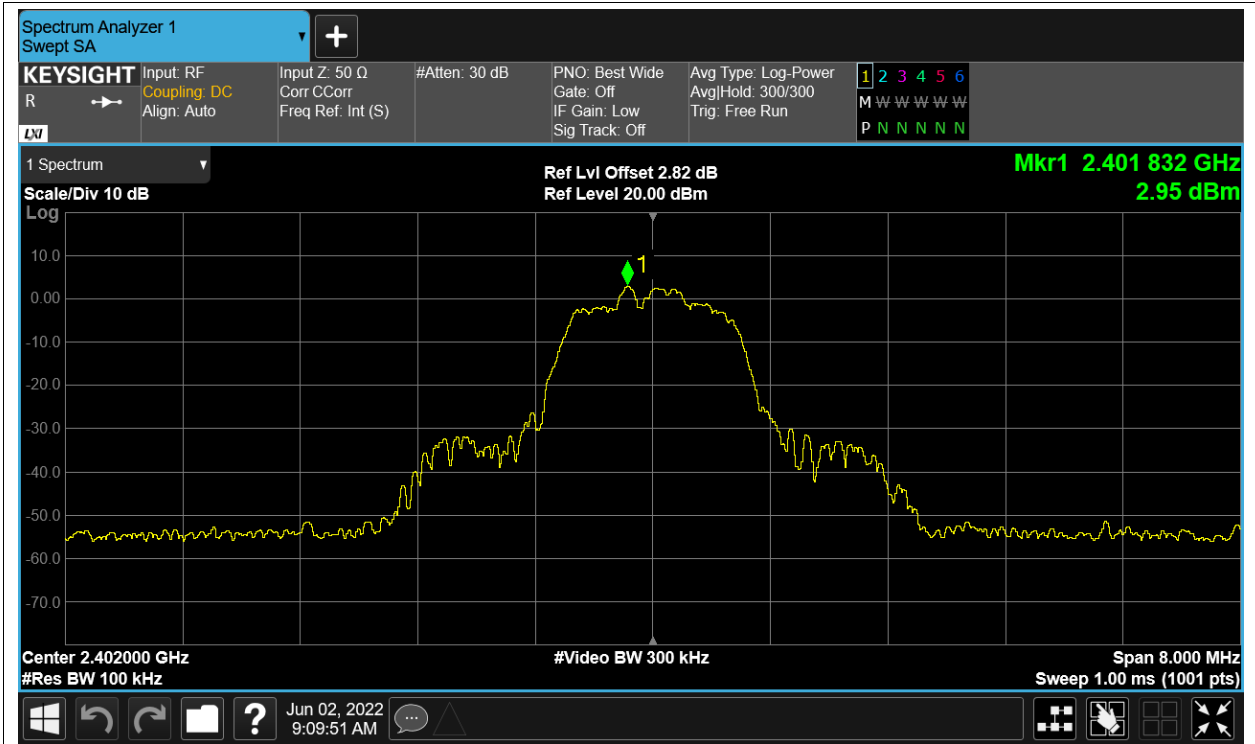 Spectrum Analyzer 1
Swept SA
+
KEYSIGHT
R
LXI
Input: RF
Coupling: DC
Align: Auto
Input Z: 50 Ω
Corr CCorr
Freq Ref: Int (S)
#Atten: 30 dB
PNO: Best Wide
Gate: Off
IF Gain: Low
Sig Track: Off
Avg Type: Log-Power
Avg|Hold: 300/300
Trig: Free Run
1 2 3 4 5 6
M W W W W W
P N N N N N
1 Spectrum
Scale/Div 10 dB
Log
Ref Lvl Offset 2.82 dB
Ref Level 20.00 dBm
Mkr1 2.401 832 GHz
2.95 dBm
1
10.0
0.00
-10.0
-20.0
-30.0
-40.0
-50.0
-60.0
-70.0
Center 2.402000 GHz
#Res BW 100 kHz
#Video BW 300 kHz
Span 8.000 MHz
Sweep 1.00 ms (1001 pts)
?
Jun 02, 2022
9:09:51 AM